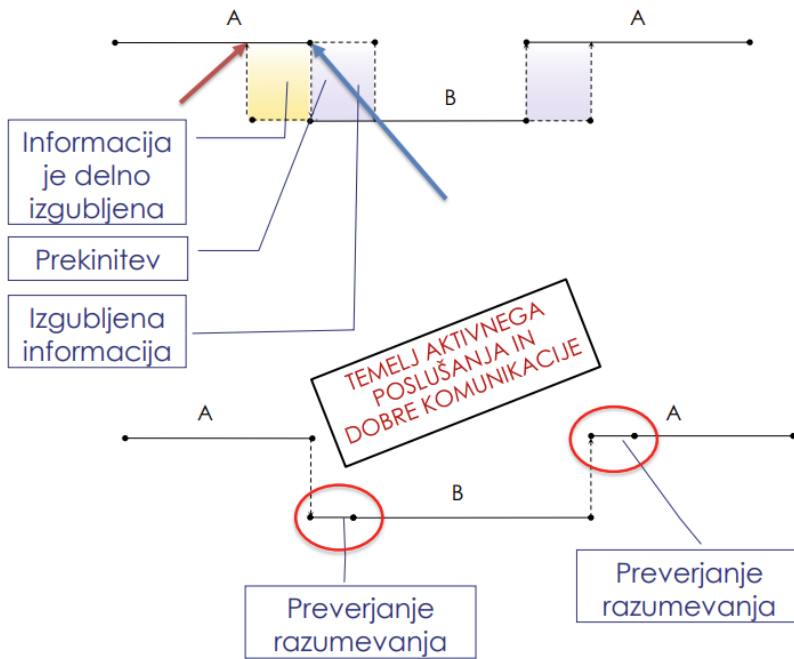 A
A
B
Informacija
je delno
izgubljena
Prekinitev
Izgubljena
informacija
TEMELJ AKTIVNEGA
POSLUŠANJA IN
DOBRE KOMUNIKACIJE
A
A
B
Preverjanje
razumevanja
Preverjanje
razumevanja